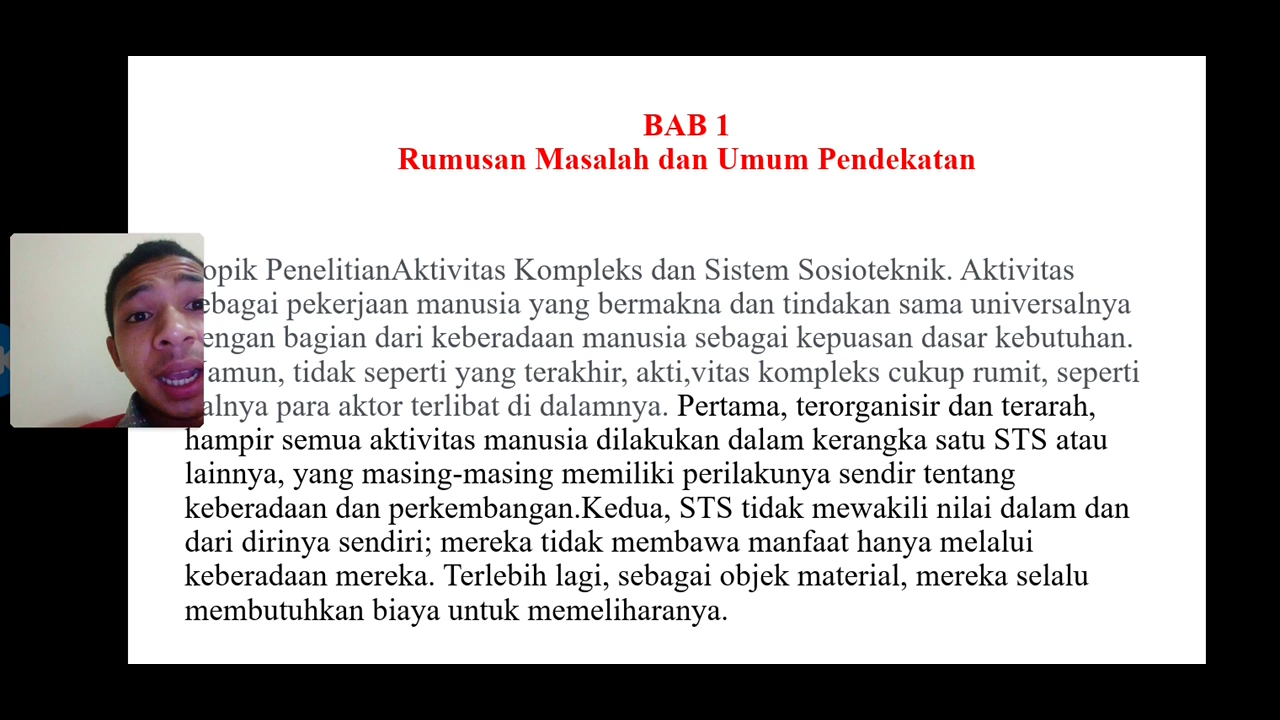 BAB 1
Rumusan Masalah dan Umum Pendekatan
PenelitianAktivitas Kompleks dan Sistem Sosioteknik. Aktivitas
pekerjaan manusia yang bermakna dan tindakan sama universalnya
bagian dari keberadaan manusia sebagai kepuasan dasar kebutuhan.
tidak seperti yang terakhir, akti,vitas kompleks cukup rumit, seperti
para aktor terlibat di dalamnya. Pertama, terorganisir dan terarah,
hampir semua aktivitas manusia dilakukan dalam kerangka satu STS atau
lainnya, yang masing-masing memiliki perilakunya sendir tentang
keberadaan dan perkembangan.Kedua, STS tidak mewakili nilai dalam dan
dari dirinya sendiri; mereka tidak membawa manfaat hanya melalui
keberadaan mereka. Terlebih lagi, sebagai objek material, mereka selalu
membutuhkan biaya untuk memeliharanya.